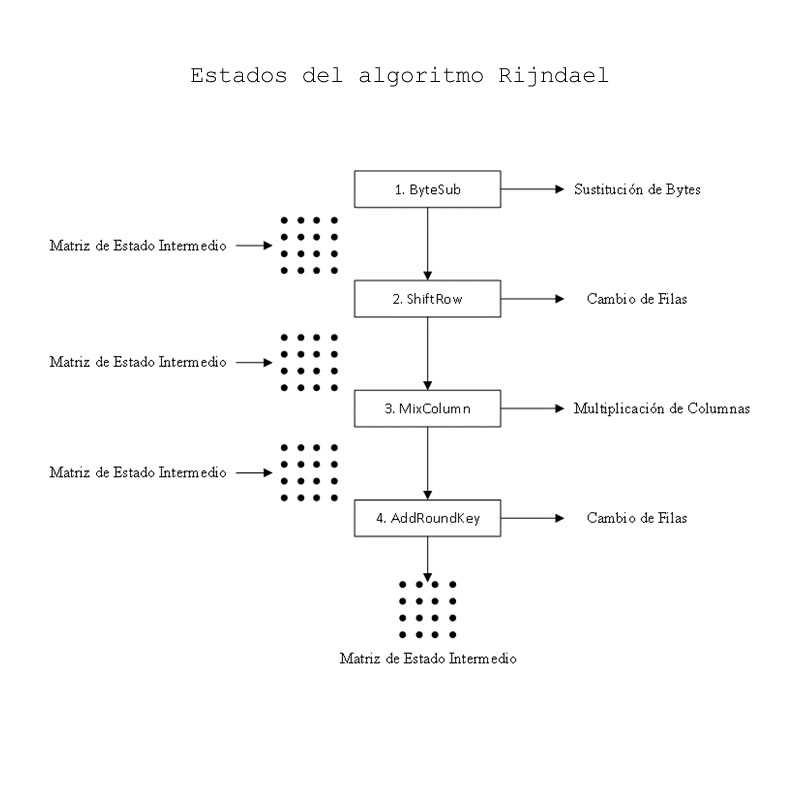 Estados del algoritmo Rijndael
1. ByteSub
Sustitución de Bytes
Matriz de Estado Intermedio
2. ShiftRow
Cambio de Filas
Matriz de Estado Intermedio
3. MixColumn
Multiplicación de Columnas
Matriz de Estado Intermedio
4. AddRoundKey
Cambio de Filas
Matriz de Estado Intermedio